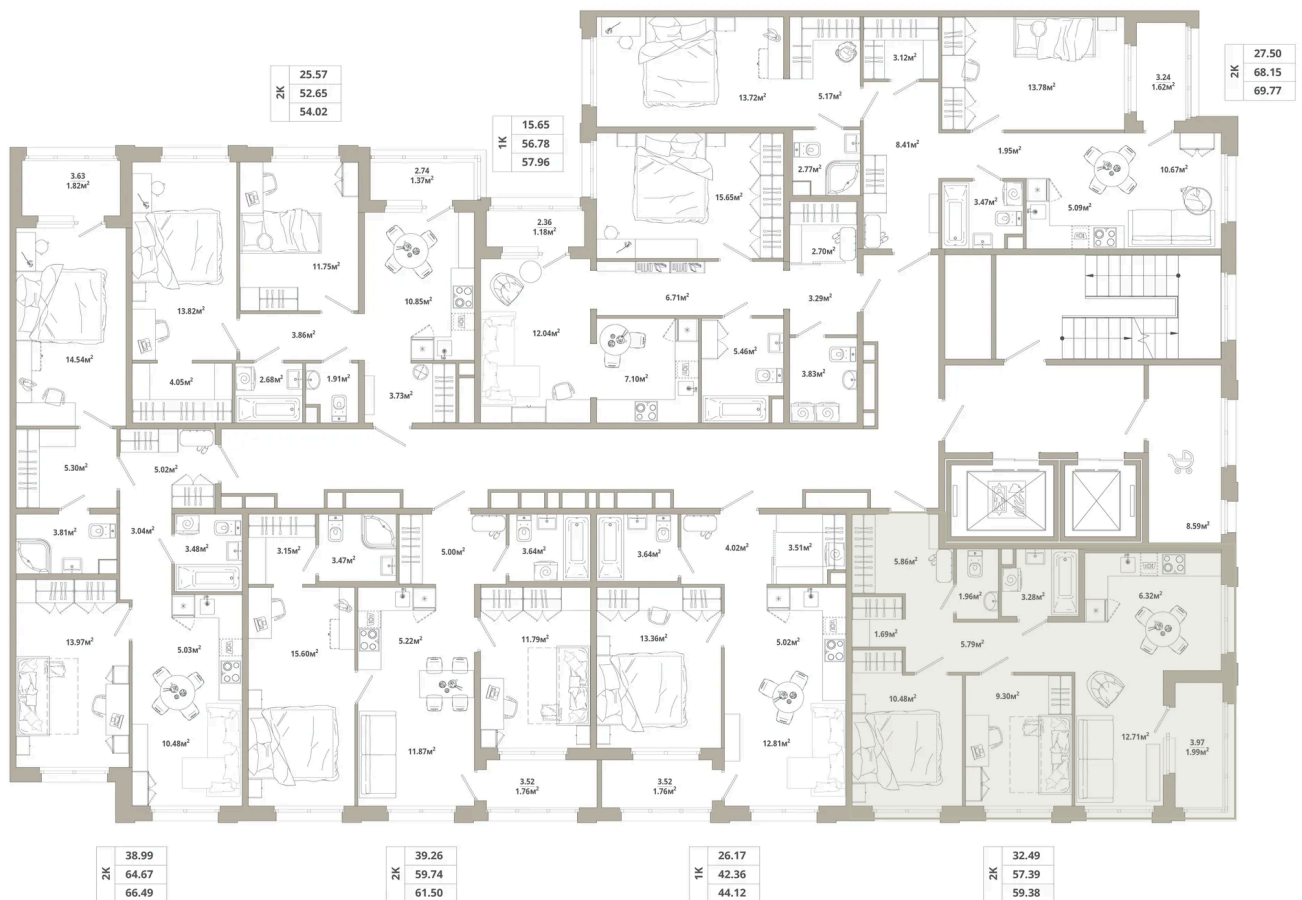 27.50
2К
68.15
69.77
25.57
2К
52.65
54.02
15.65
1К
56.78
57.96
13.72м²
5.17м²
3.12м²
13.78м²
3.24
1.62м²
8.41м²
1.95м²
10.67м²
2.77м²
3.47м²
5.09м²
15.65м²
2.70м²
3.63
1.82м²
2.74
1.37м²
2.36
1.18м²
11.75м²
13.82м²
10.85м²
6.71м²
3.29м²
3.86м²
12.04м²
14.54м²
5.46м²
7.10м²
3.83м²
4.05м²
2.68м²
1.91м²
3.73м²
5.30м²
5.02м²
8.59м²
3.81м²
3.04м²
3.48м²
3.15м²
3.47м²
5.00м²
3.64м²
3.64м²
4.02м²
3.51м²
5.86м²
1.96м²
3.28м²
6.32м²
13.97м²
5.03м²
15.60м²
5.22м²
11.79м²
13.36м²
5.02м²
1.69м²
5.79м²
10.48м²
9.30м²
10.48м²
11.87м²
12.81м²
12.71м²
3.97
1.99м²
3.52
1.76м²
3.52
1.76м²
38.99
2К
64.67
66.49
39.26
2К
59.74
61.50
26.17
1К
42.36
44.12
32.49
2К
57.39
59.38